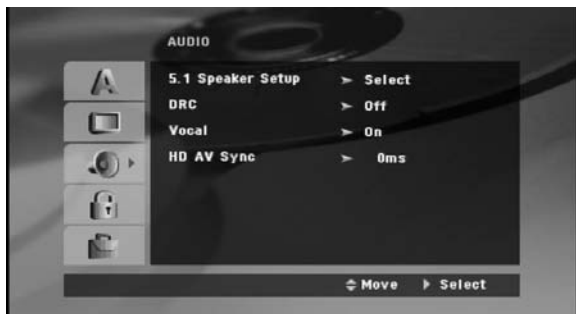 AUDIO
5.1 Speaker Setup ➤ Select
DRC ➤ Off
Vocal ➤ On
HD AV Sync ➤ 0ms
Move Select